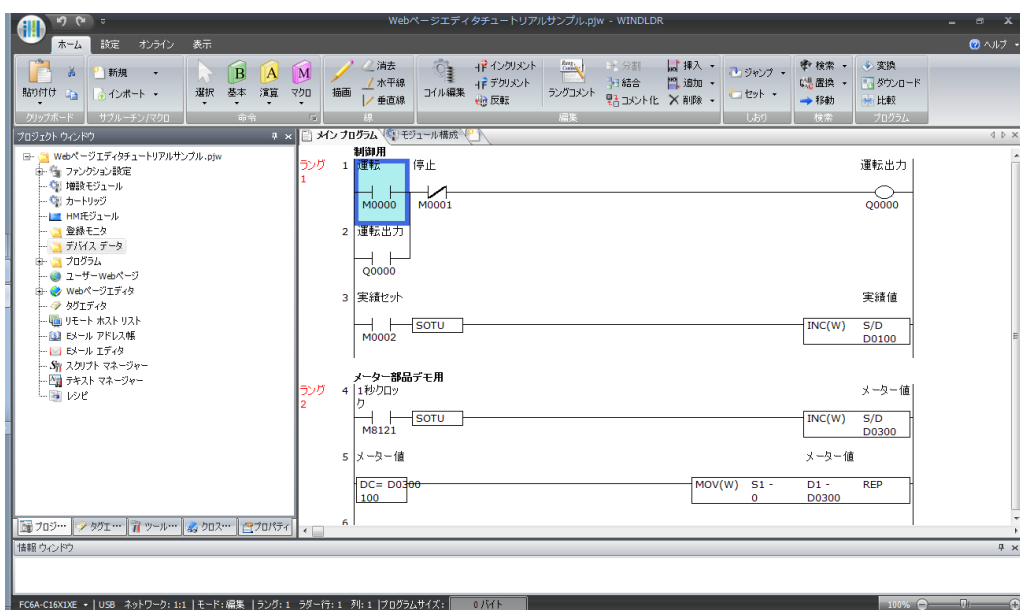 Webページエディタチュートリアルサンプル.pjw - WINDLDR
ホーム 設定 オンライン 表示
ヘルプ
貼り付け
新規
インポート
選択 基本 演算 マクロ
描画
消去
水平線
垂直線
コイル編集
インクリメント
デクリメント
反転
ラングコメント
分割
結合
コメント化
挿入
追加
削除
ジャンプ
セット
検索
置換
移動
変換
ダウンロード
比較
クリップボード サブルーチン/マクロ 命令 線 編集 しおり 検索 プログラム
プロジェクト ウィンドウ
Webページエディタチュートリアルサンプル.pjw
ファンクション設定
増設モジュール
カートリッジ
HMIモジュール
登録モニタ
デバイス データ
プログラム
ユーザーWebページ
Webページエディタ
タグエディタ
リモート ホスト リスト
Eメール アドレス帳
Eメール エディタ
スクリプト マネージャー
テキスト マネージャー
レシピ
プロジ… タグエ… ツール… クロス… プロパティ
メイン プログラム モジュール構成
制御用
ラング 1 運転 停止 運転出力
1
M0000 M0001 Q0000
2 運転出力
Q0000
3 実績セット 実績値
SOTU INC(W) S/D
M0002 D0100
メーター部品デモ用
ラング 4 1秒クロッ メーター値
2 ク
SOTU INC(W) S/D
M8121 D0300
5 メーター値 メーター値
DC= D0300 MOV(W) S1 - D1 - REP
100 0 D0300
6
情報 ウィンドウ
FC6A-C16X1XE USB ネットワーク: 1:1 モード: 編集 ラング: 1 ラダー行: 1 列: 1 プログラムサイズ: 0 バイト 100%